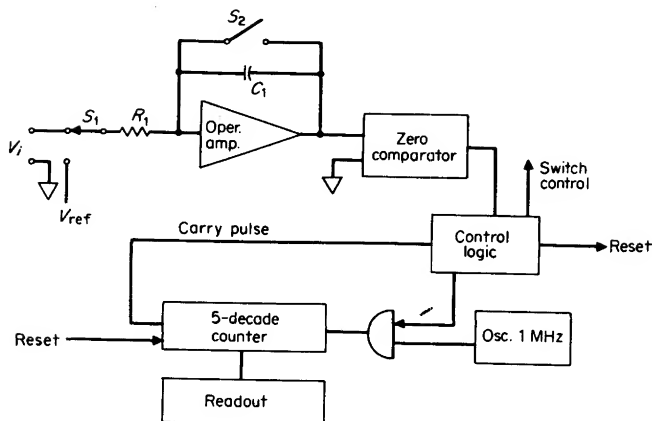 S2
C1
S1
R1
Oper.
amp.
Zero
comparator
Vi
Vref
Switch
control
Carry pulse
Control
logic
Reset
5-decade
counter
Reset
Osc. 1 MHz
Readout